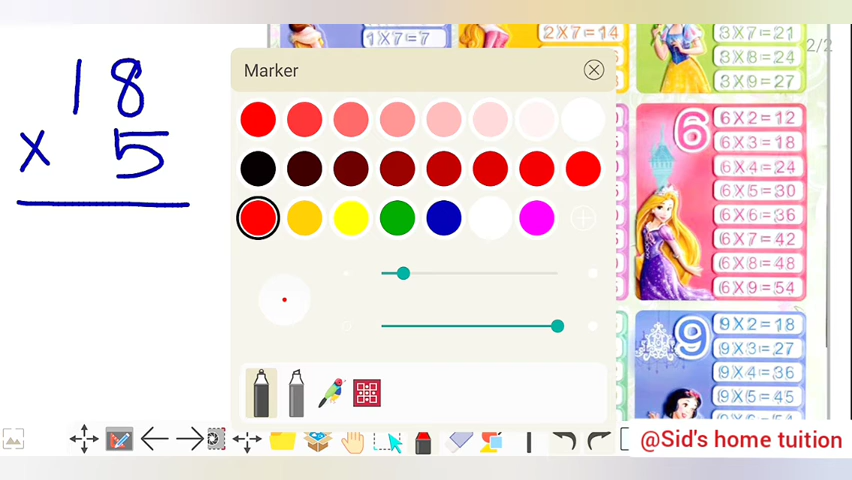 18
× 5
Marker
1X7=7
2X7=14
3X7=21
3X8=24
3X9=27
2/2
6
6X2=12
6X3=18
6X4=24
6X5=30
6X6=36
6X7=42
6X8=48
6X9=54
9
9X2=18
9X3=27
9X4=36
9X5=45
@Sid's home tuition